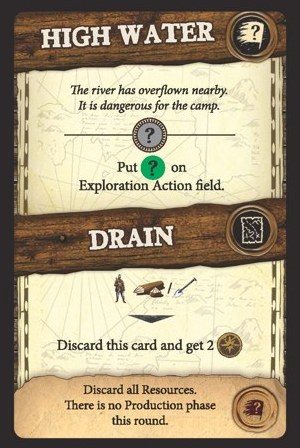 HIGH WATER
?
The river has overflown nearby.
It is dangerous for the camp.
?
Put ? on
Exploration Action field.
DRAIN
/
Discard this card and get 2
Discard all Resources.
There is no Production phase
this round.
?